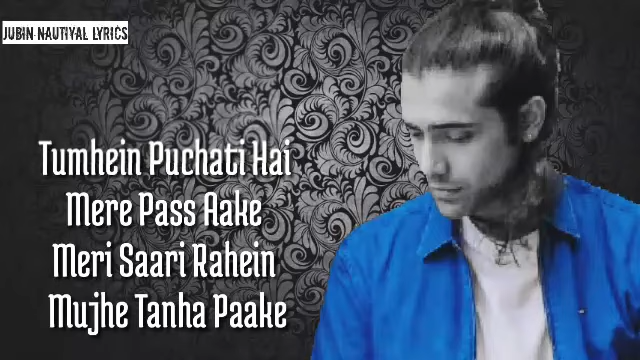 JUBIN NAUTIYAL LYRICS
Tumhein Puchati Hai
Mere Pass Aake
Meri Saari Rahein
Mujhe Tanha Paake